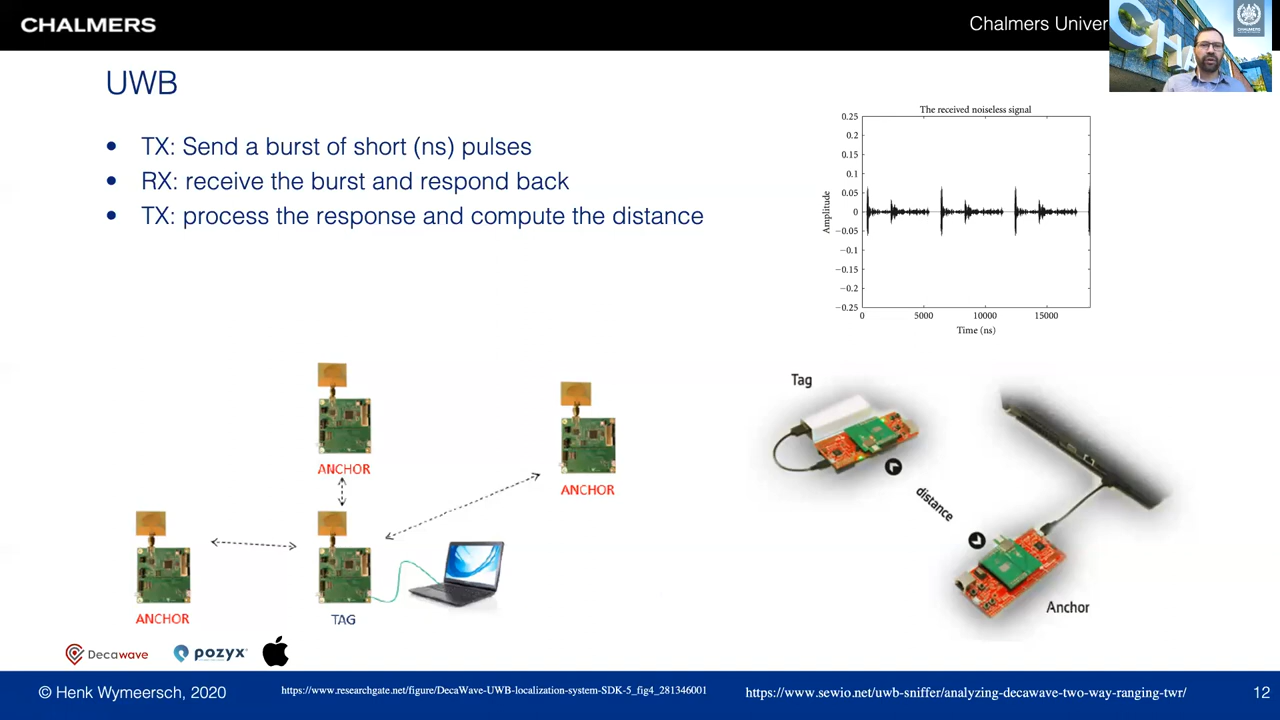 CHALMERS
Chalmers Univer
UWB
• TX: Send a burst of short (ns) pulses
• RX: receive the burst and respond back
• TX: process the response and compute the distance
The received noiseless signal
0.25
0.2
0.15
0.1
0.05
0
−0.05
−0.1
−0.15
−0.2
−0.25
Amplitude
0 5000 10000 15000
Time (ns)
ANCHOR
ANCHOR
ANCHOR
TAG
Tag
distance
Anchor
Decawave
pozyx
© Henk Wymeersch, 2020
https://www.researchgate.net/figure/DecaWave-UWB-localization-system-SDK-5_fig4_281346001
https://www.sewio.net/uwb-sniffer/analyzing-decawave-two-way-ranging-twr/
12